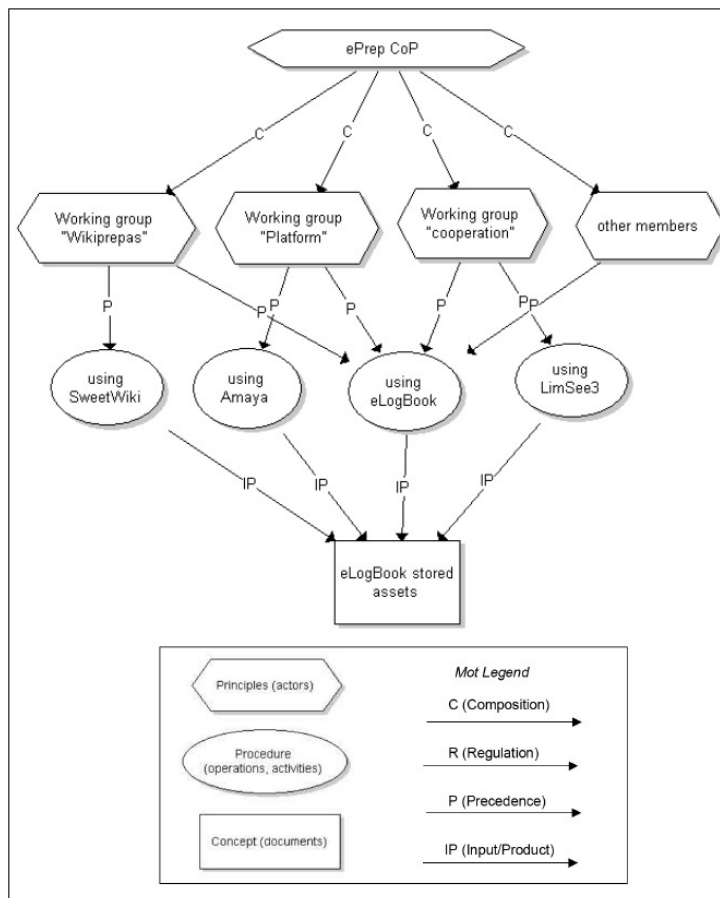 ePrep CoP
C
C
C
C
Working group
"Wikiprepas"
Working group
"Platform"
Working group
"cooperation"
other members
P
P
P
P
P
P
P
using
SweetWiki
using
Amaya
using
eLogBook
using
LimSee3
IP
IP
IP
IP
eLogBook stored
assets
Principles (actors)
Procedure
(operations, activities)
Concept (documents)
Mot Legend
C (Composition)
R (Regulation)
P (Precedence)
IP (Input/Product)